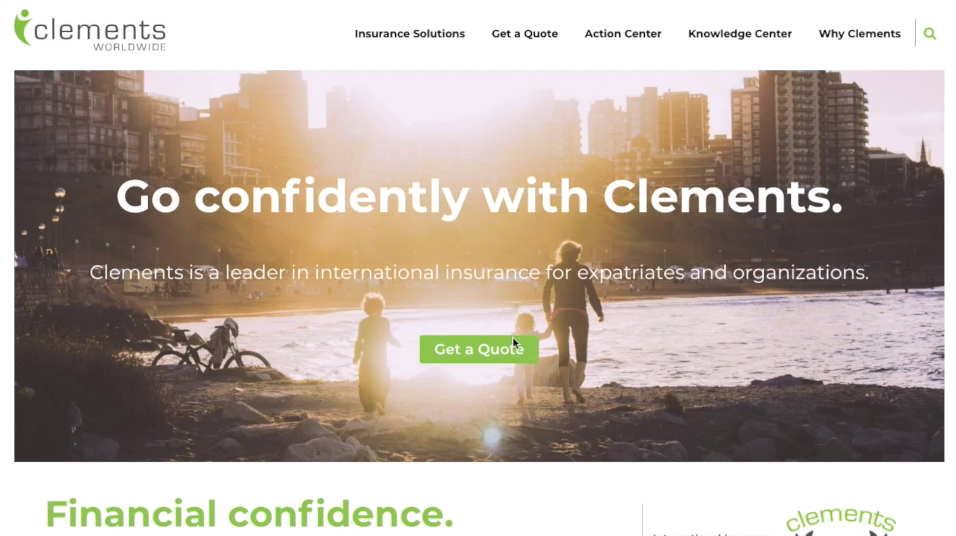 clements
WORLDWIDE
Insurance Solutions
Get a Quote
Action Center
Knowledge Center
Why Clements
Go confidently with Clements.
Clements is a leader in international insurance for expatriates and organizations.
Get a Quote
Financial confidence.
clements